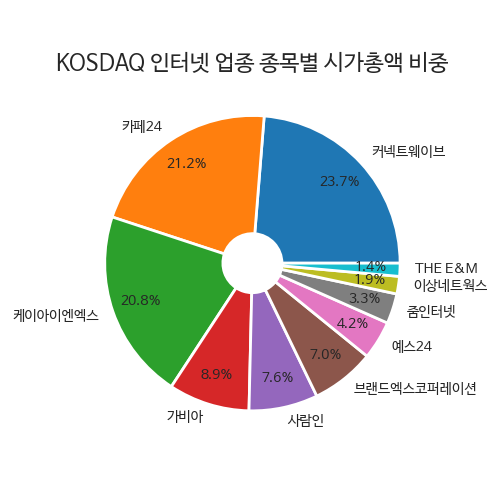 KOSDAQ 인터넷 업종 종목별 시가총액 비중
커넥트웨이브
23.7%
카페24
21.2%
케이아이엔엑스
20.8%
가비아
8.9%
사람인
7.6%
브랜드엑스코퍼레이션
7.0%
예스24
4.2%
줌인터넷
3.3%
이상네트웍스
1.9%
THE E&M
1.4%